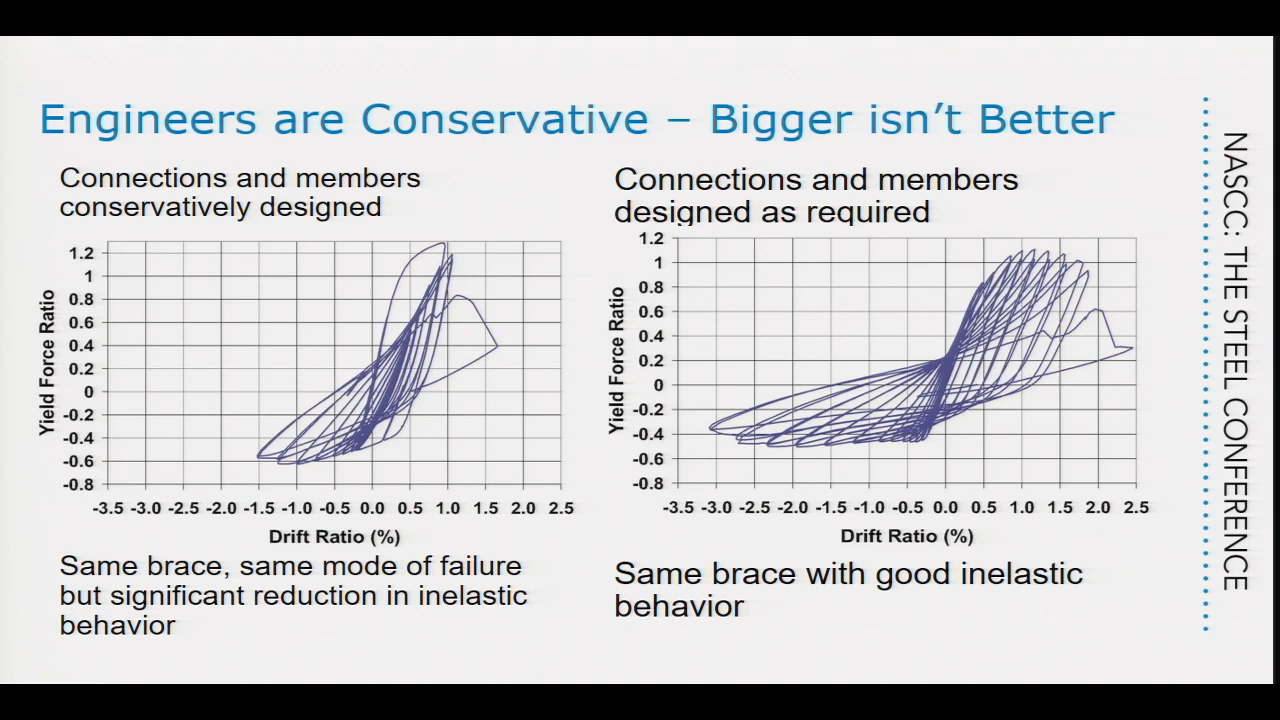 Engineers are Conservative – Bigger isn't Better
Connections and members
conservatively designed
1.2
1
0.8
0.6
0.4
0.2
0
-0.2
-0.4
-0.6
-0.8
Yield Force Ratio
-3.5 -3.0 -2.5 -2.0 -1.5 -1.0 -0.5 0.0 0.5 1.0 1.5 2.0 2.5
Drift Ratio (%)
Same brace, same mode of failure
but significant reduction in inelastic
behavior
Connections and members
designed as required
1.2
1
0.8
0.6
0.4
0.2
0
-0.2
-0.4
-0.6
-0.8
Yield Force Ratio
-3.5 -3.0 -2.5 -2.0 -1.5 -1.0 -0.5 0.0 0.5 1.0 1.5 2.0 2.5
Drift Ratio (%)
Same brace with good inelastic
behavior
NASCC: THE STEEL CONFERENCE